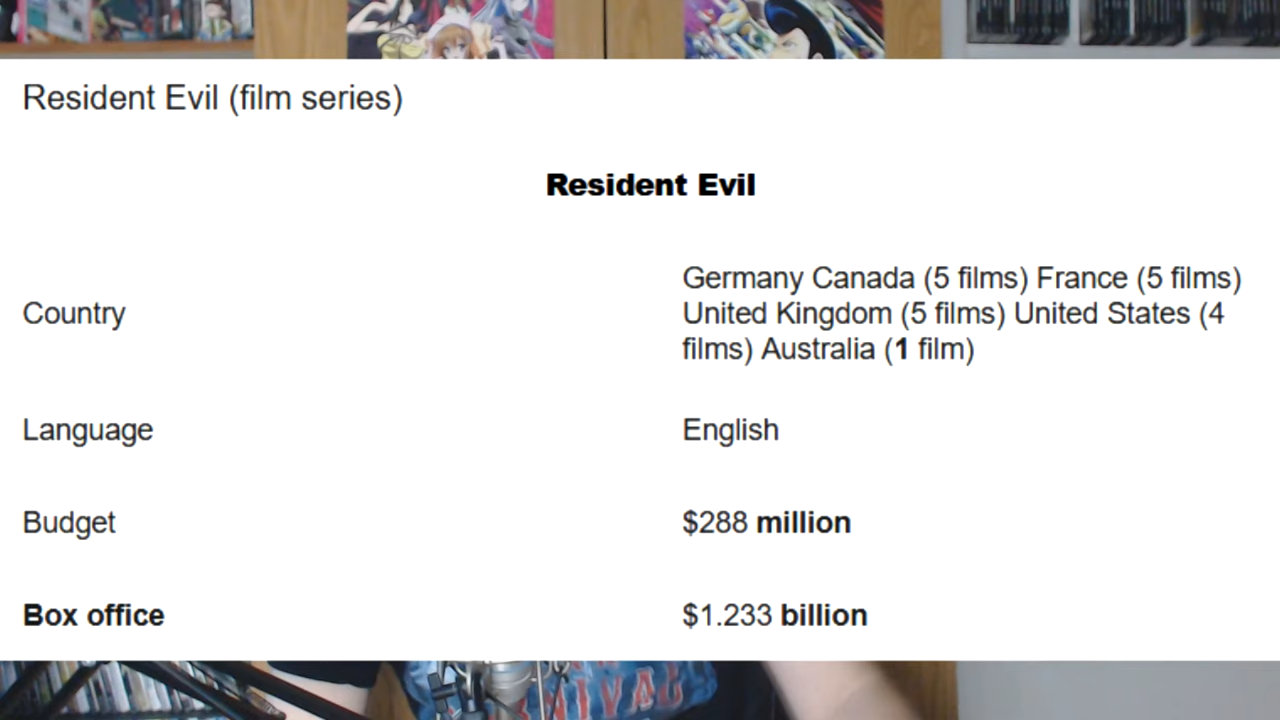 Resident Evil (film series)
Resident Evil
Country
Germany Canada (5 films) France (5 films)
United Kingdom (5 films) United States (4
films) Australia (1 film)
Language
English
Budget
$288 million
Box office
$1.233 billion